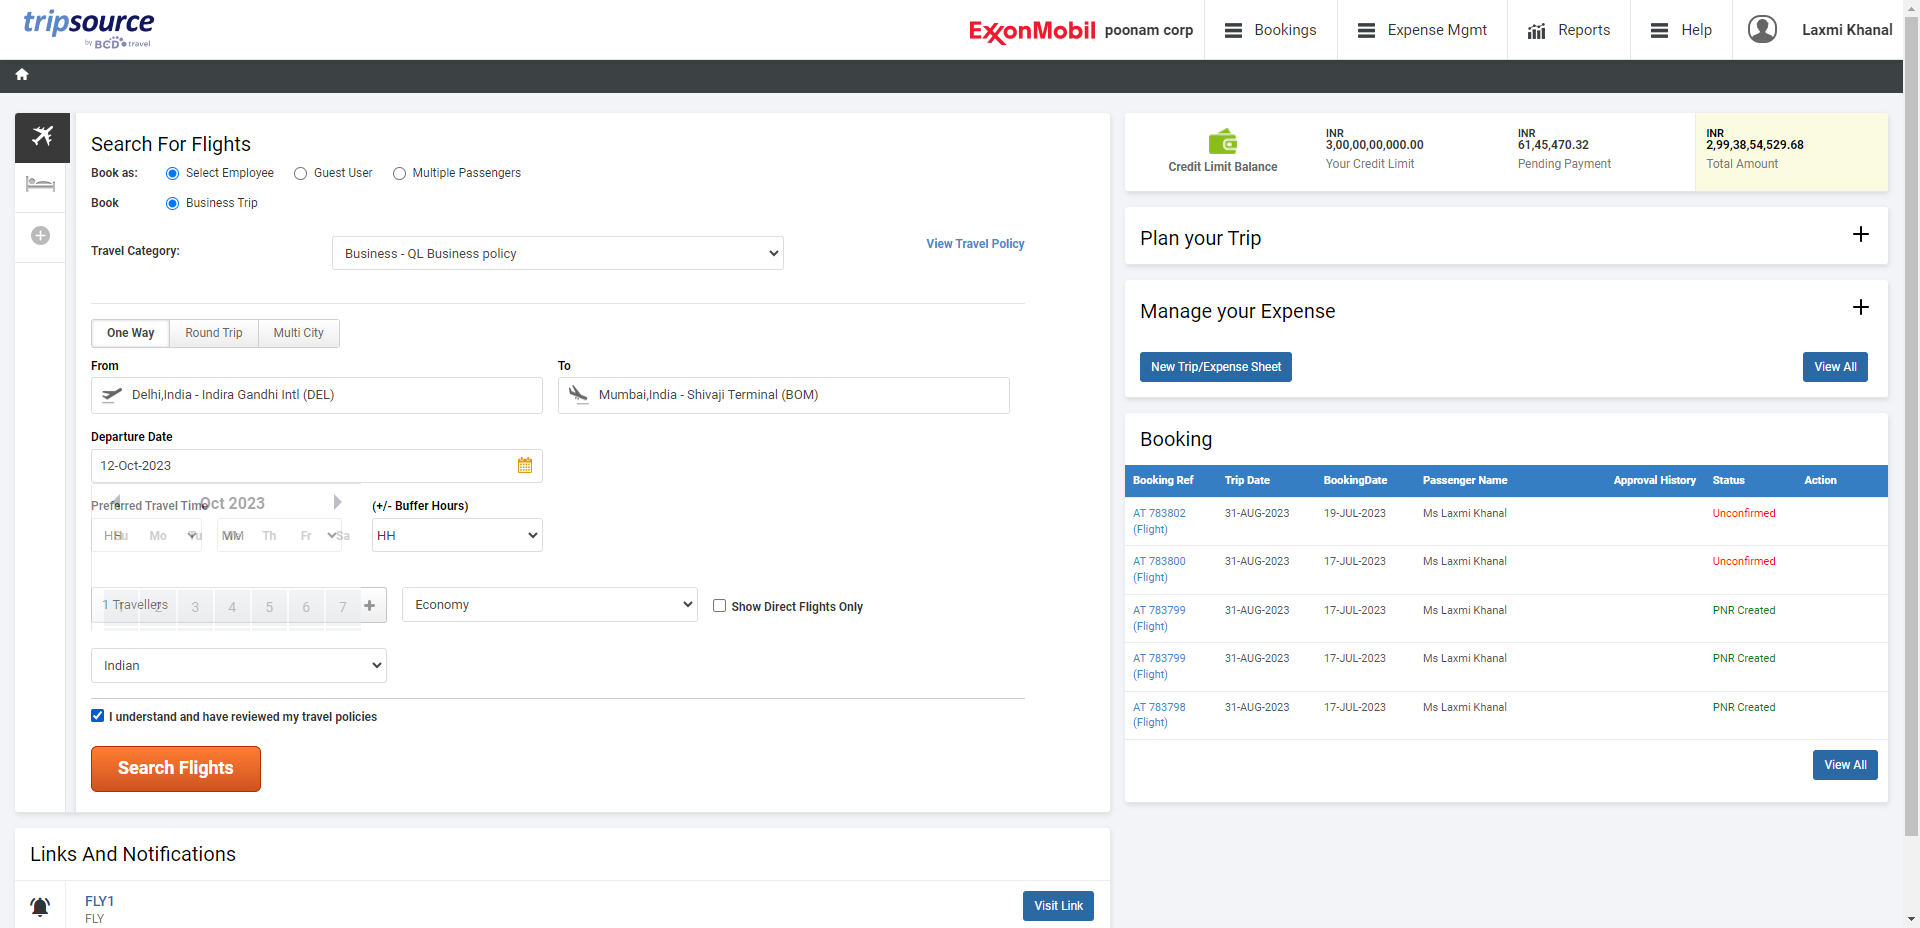 tripsource
by BCD travel
ExxonMobil poonam corp
Bookings
Expense Mgmt
Reports
Help
Laxmi Khanal
Search For Flights
Book as: Select Employee Guest User Multiple Passengers
Book Business Trip
Travel Category: Business - QL Business policy View Travel Policy
One Way Round Trip Multi City
From To
Delhi,India - Indira Gandhi Intl (DEL) Mumbai,India - Shivaji Terminal (BOM)
Departure Date
12-Oct-2023
Oct 2023
Preferred Travel Time (+/- Buffer Hours)
HH MM HH
Su Mo Tu We Th Fr Sa
1 Travellers Economy Show Direct Flights Only
1 2 3 4 5 6 7
Indian
I understand and have reviewed my travel policies
Search Flights
Links And Notifications
FLY1
FLY
Visit Link
Credit Limit Balance
INR
3,00,00,00,000.00
Your Credit Limit
INR
61,45,470.32
Pending Payment
INR
2,99,38,54,529.68
Total Amount
Plan your Trip
Manage your Expense
New Trip/Expense Sheet View All
Booking
Booking Ref Trip Date BookingDate Passenger Name Approval History Status Action
AT 783802 31-AUG-2023 19-JUL-2023 Ms Laxmi Khanal Unconfirmed
(Flight)
AT 783800 31-AUG-2023 17-JUL-2023 Ms Laxmi Khanal Unconfirmed
(Flight)
AT 783799 31-AUG-2023 17-JUL-2023 Ms Laxmi Khanal PNR Created
(Flight)
AT 783799 31-AUG-2023 17-JUL-2023 Ms Laxmi Khanal PNR Created
(Flight)
AT 783798 31-AUG-2023 17-JUL-2023 Ms Laxmi Khanal PNR Created
(Flight)
View All